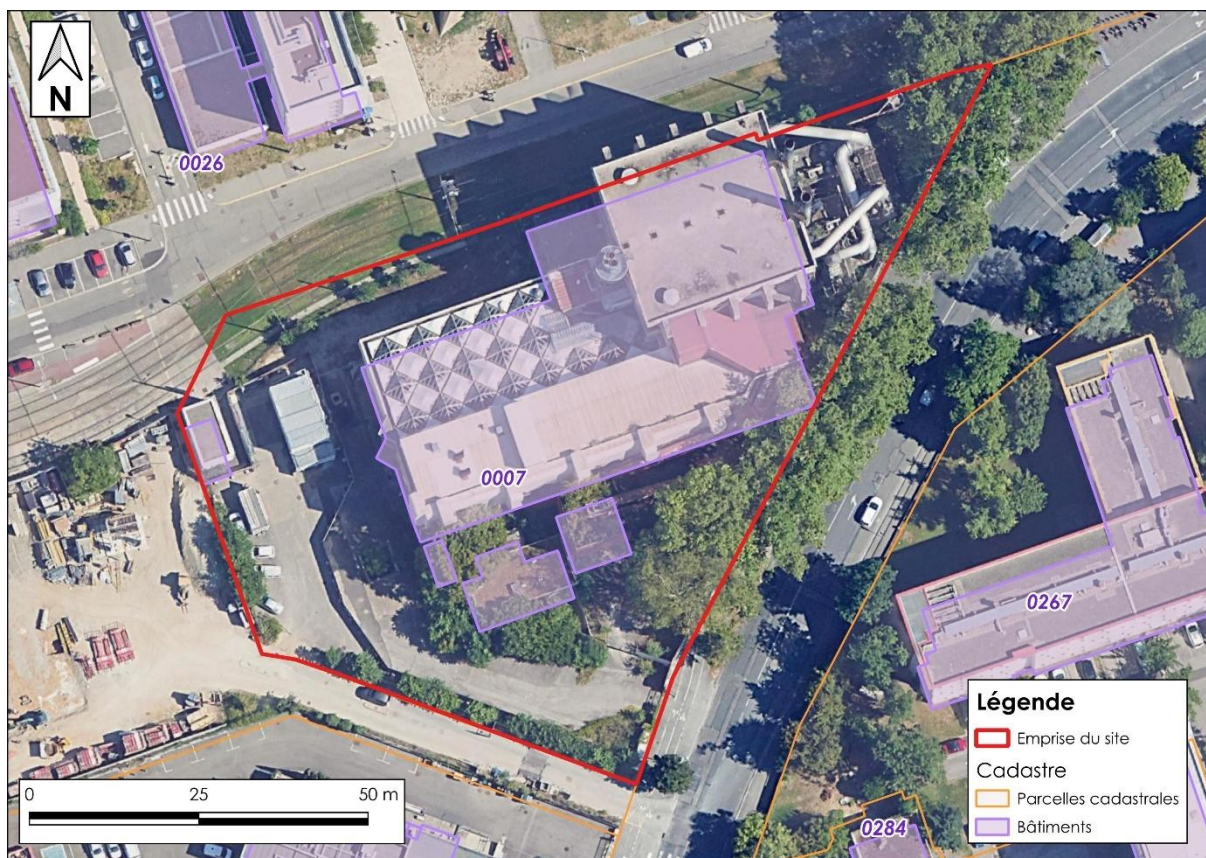 N
0026
0007
0267
0284
Légende
Emprise du site
Cadastre
Parcelles cadastrales
Bâtiments
0 25 50 m